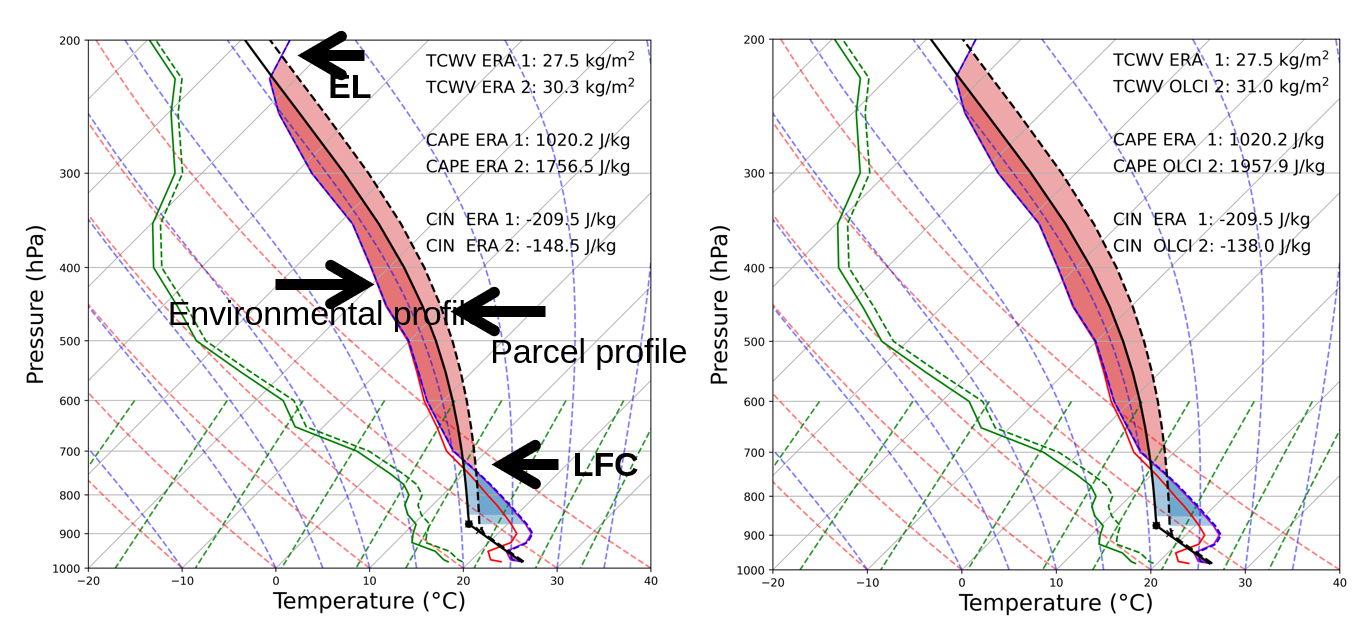 200
300
400
500
600
700
800
900
1000
Pressure (hPa)
−20
−10
0
10
20
30
40
Temperature (°C)
TCWV ERA 1: 27.5 kg/m²
TCWV ERA 2: 30.3 kg/m²
CAPE ERA 1: 1020.2 J/kg
CAPE ERA 2: 1756.5 J/kg
CIN ERA 1: -209.5 J/kg
CIN ERA 2: -148.5 J/kg
EL
Environmental profile
Parcel profile
LFC
200
300
400
500
600
700
800
900
1000
Pressure (hPa)
−20
−10
0
10
20
30
40
Temperature (°C)
TCWV ERA 1: 27.5 kg/m²
TCWV OLCI 2: 31.0 kg/m²
CAPE ERA 1: 1020.2 J/kg
CAPE OLCI 2: 1957.9 J/kg
CIN ERA 1: -209.5 J/kg
CIN OLCI 2: -138.0 J/kg